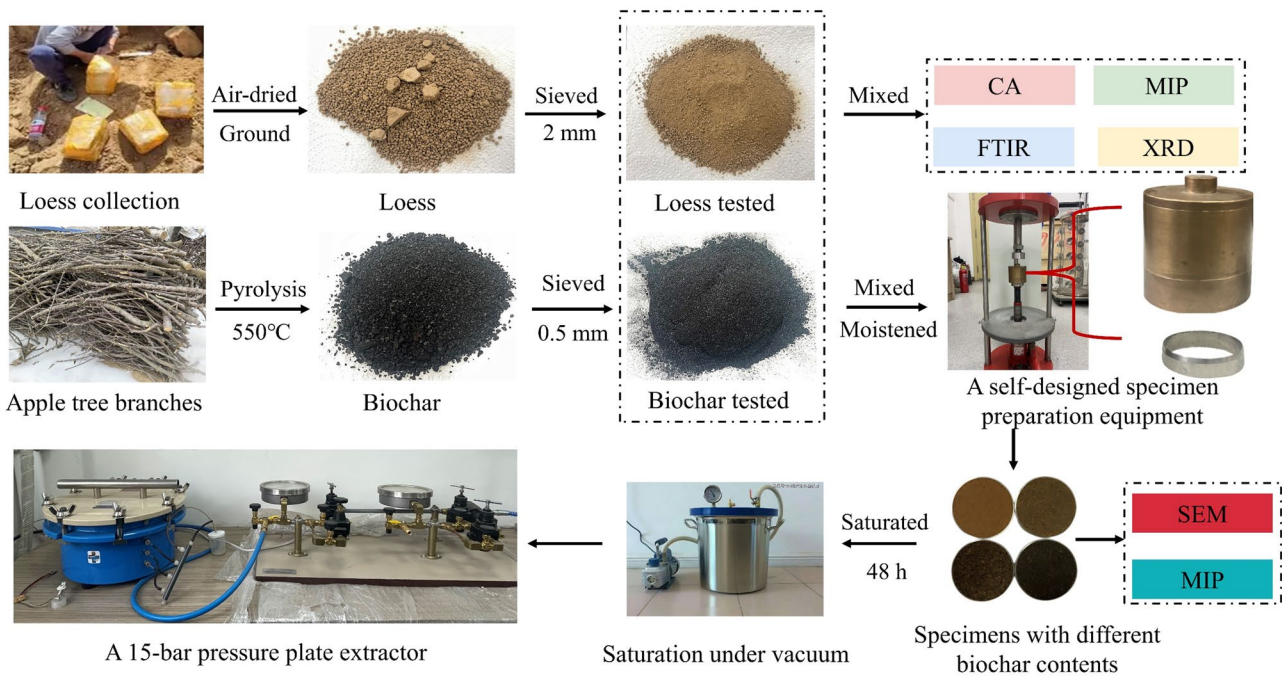 Air-dried
Ground
Sieved
2 mm
Mixed
CA
MIP
FTIR
XRD
Loess collection
Loess
Loess tested
Pyrolysis
550℃
Sieved
0.5 mm
Mixed
Moistened
Apple tree branches
Biochar
Biochar tested
A self-designed specimen
preparation equipment
Saturated
48 h
SEM
MIP
A 15-bar pressure plate extractor
Saturation under vacuum
Specimens with different
biochar contents